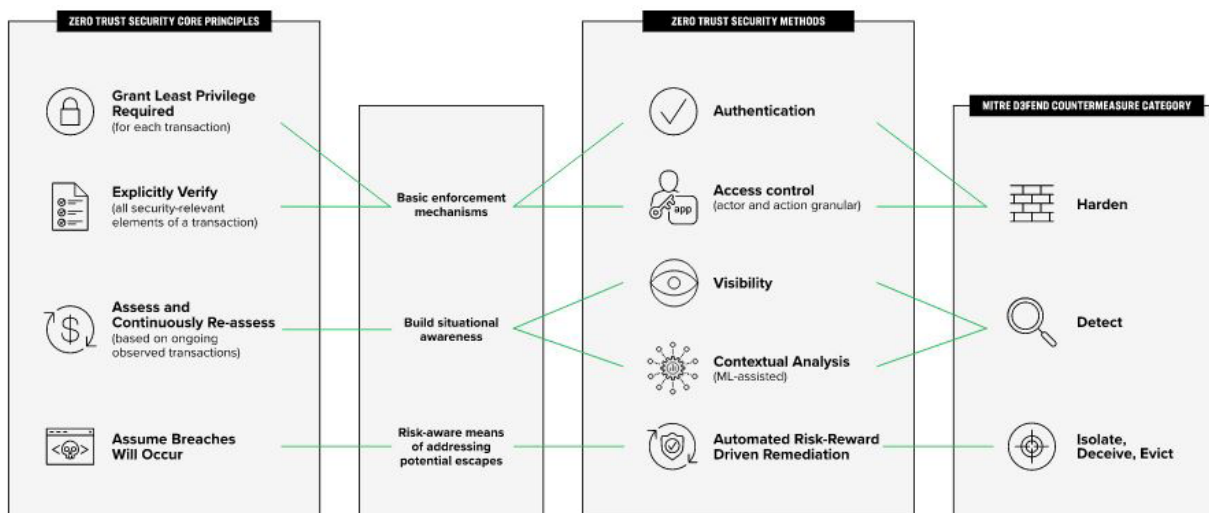 ZERO TRUST SECURITY CORE PRINCIPLES
Grant Least Privilege
Required
(for each transaction)
Explicitly Verify
(all security-relevant
elements of a transaction)
$
Assess and
Continuously Re-assess
(based on ongoing
observed transactions)
Assume Breaches
Will Occur
Basic enforcement
mechanisms
Build situational
awareness
Risk-aware means
of addressing
potential escapes
ZERO TRUST SECURITY METHODS
Authentication
app
Access control
(actor and action granular)
Visibility
Contextual Analysis
(ML-assisted)
Automated Risk-Reward
Driven Remediation
MITRE D3FEND COUNTERMEASURE CATEGORY
Harden
Detect
Isolate,
Deceive, Evict